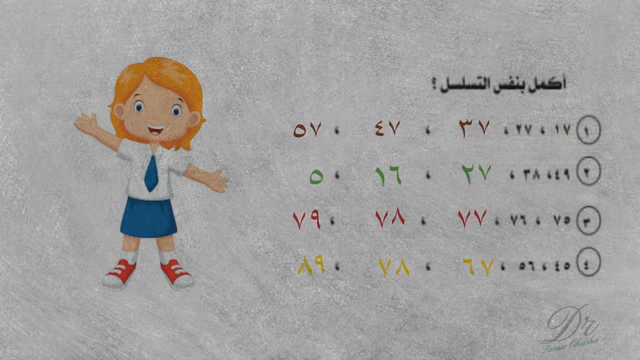 أكمل بنفس التسلسل ؟
١ ١٧ ، ٢٧ ، ٣٧ ، ٤٧ ، ٥٧
٢ ٤٩ ، ٣٨ ، ٢٧ ، ١٦ ، ٥
٣ ٧٥ ، ٧٦ ، ٧٧ ، ٧٨ ، ٧٩
٤ ٤٥ ، ٥٦ ، ٦٧ ، ٧٨ ، ٨٩
Dr